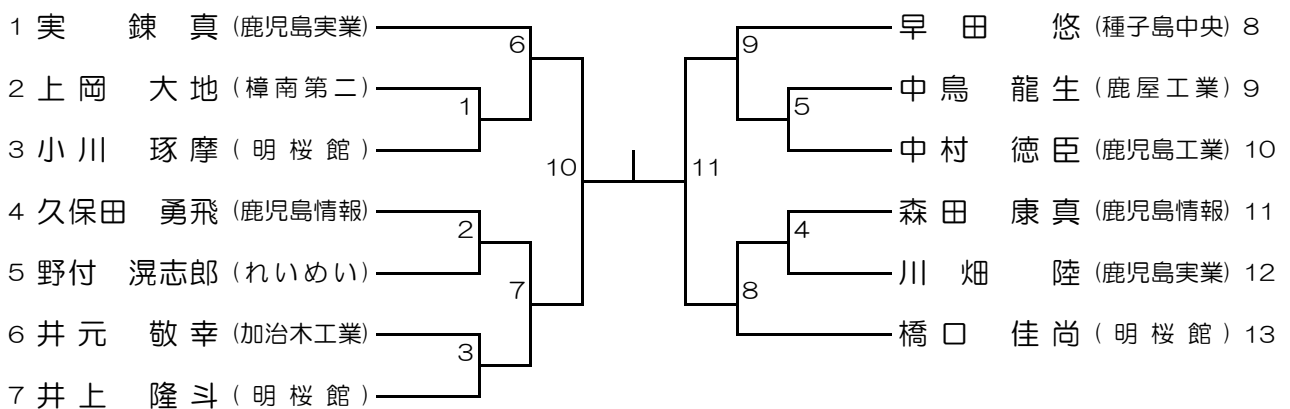 1 実 錬 真 (鹿児島実業)
2 上 岡 大 地 (樟南第二)
3 小 川 琢 摩 (明桜館)
4 久保田 勇飛 (鹿児島情報)
5 野付 滉志郎 (れいめい)
6 井 元 敬 幸 (加治木工業)
7 井 上 隆 斗 (明桜館)
6
1
10
2
7
3
早 田 悠 (種子島中央) 8
中 鳥 龍 生 (鹿屋工業) 9
中 村 徳 臣 (鹿児島工業) 10
森 田 康 真 (鹿児島情報) 11
川 畑 陸 (鹿児島実業) 12
橋 口 佳 尚 (明桜館) 13
9
5
11
4
8